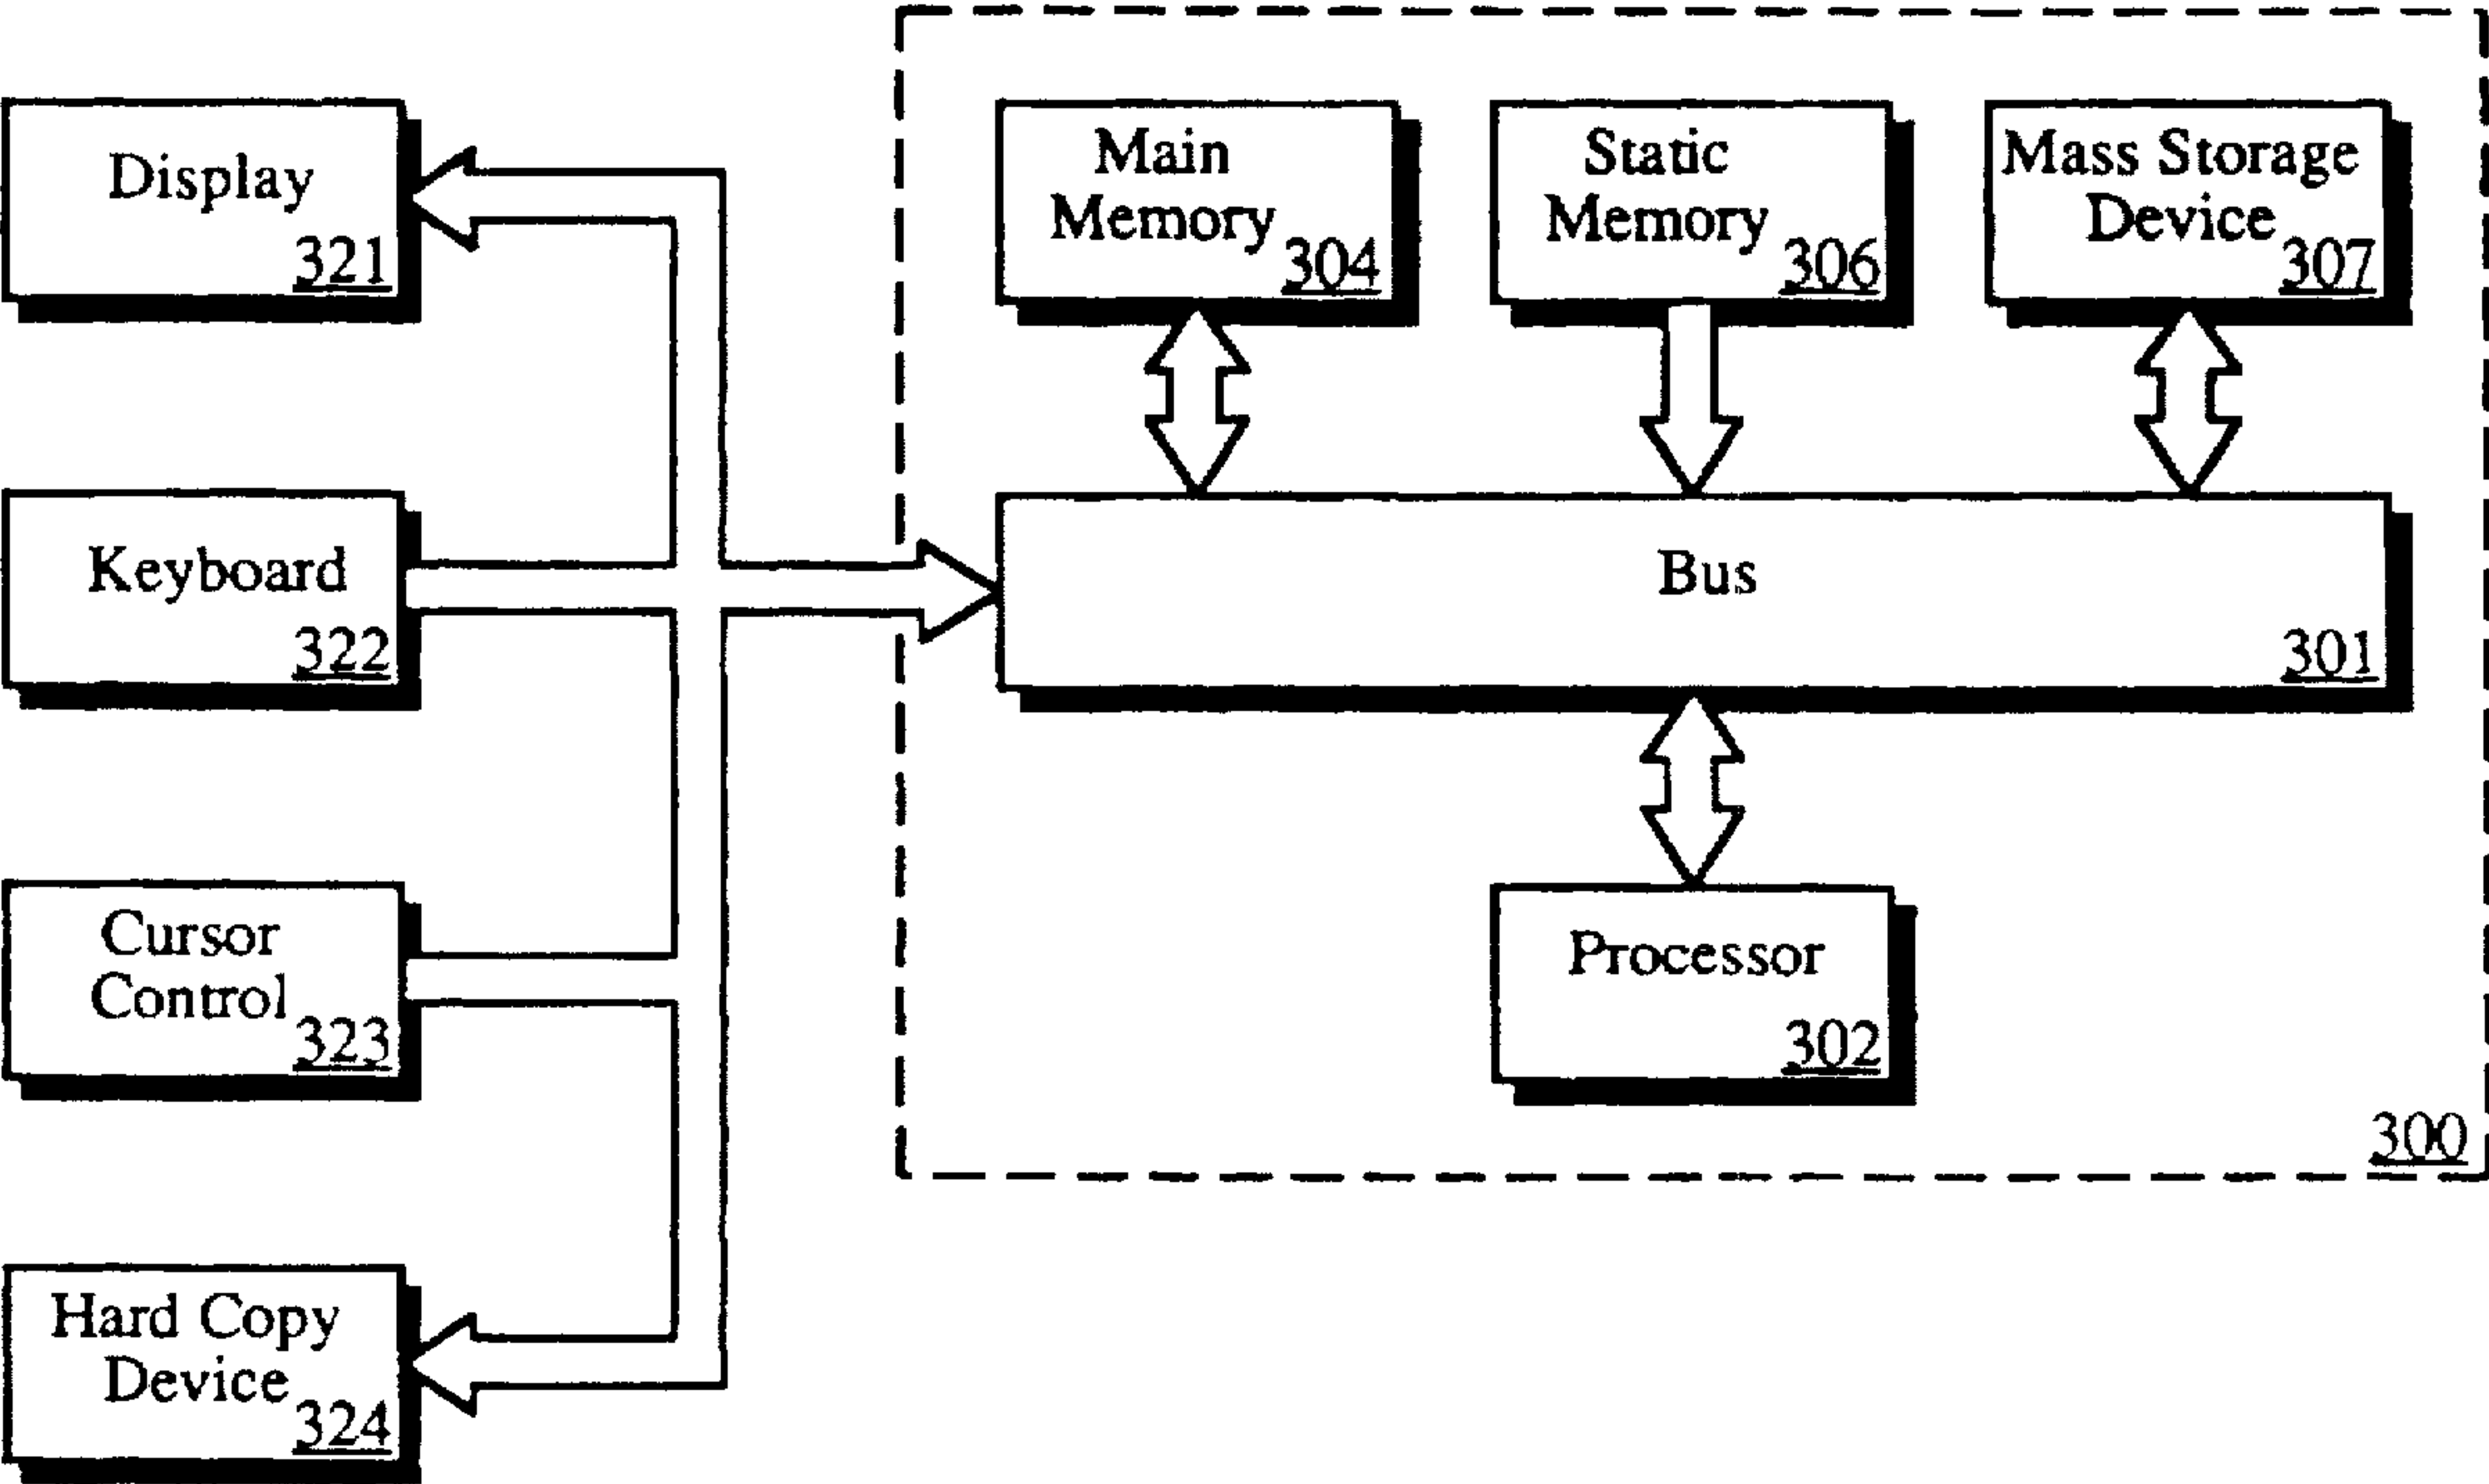 Display
321
Keyboard
322
Cursor
Control
323
Hard Copy
Device
324
Main
Memory
304
Static
Memory
306
Mass Storage
Device
307
Bus
301
Processor
302
300